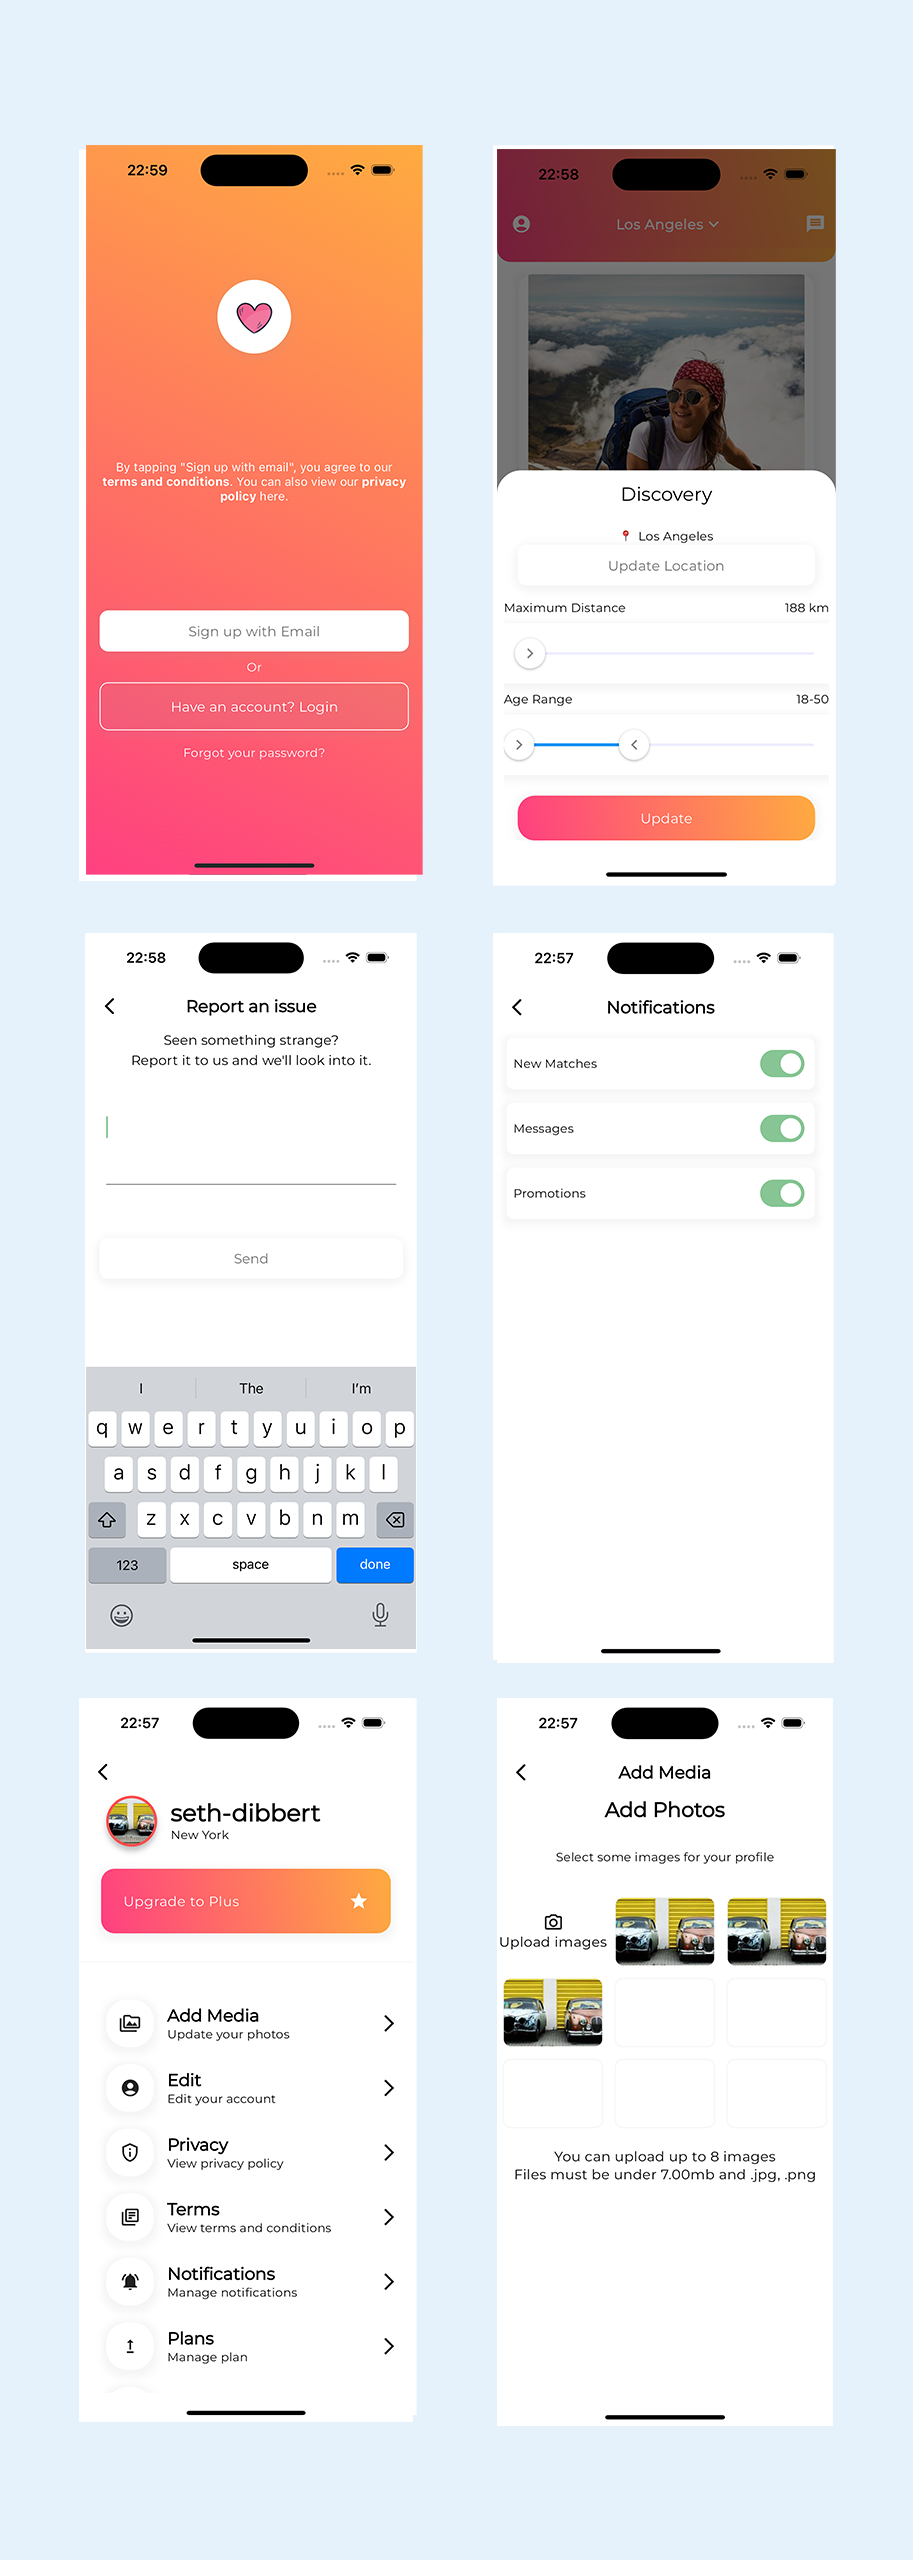 22:59
By tapping "Sign up with email", you agree to our
terms and conditions. You can also view our privacy
policy here.
Sign up with Email
Or
Have an account? Login
Forgot your password?
22:58
Los Angeles
Discovery
Los Angeles
Update Location
Maximum Distance 188 km
Age Range 18-50
Update
22:58
Report an issue
Seen something strange?
Report it to us and we'll look into it.
Send
I The I'm
q w e r t y u i o p
a s d f g h j k l
z x c v b n m
123 space done
22:57
Notifications
New Matches
Messages
Promotions
22:57
seth-dibbert
New York
Upgrade to Plus
Add Media
Update your photos
Edit
Edit your account
Privacy
View privacy policy
Terms
View terms and conditions
Notifications
Manage notifications
Plans
Manage plan
22:57
Add Media
Add Photos
Select some images for your profile
Upload images
You can upload up to 8 images
Files must be under 7.00mb and .jpg, .png